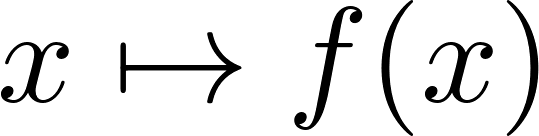 x ↦ f(x)